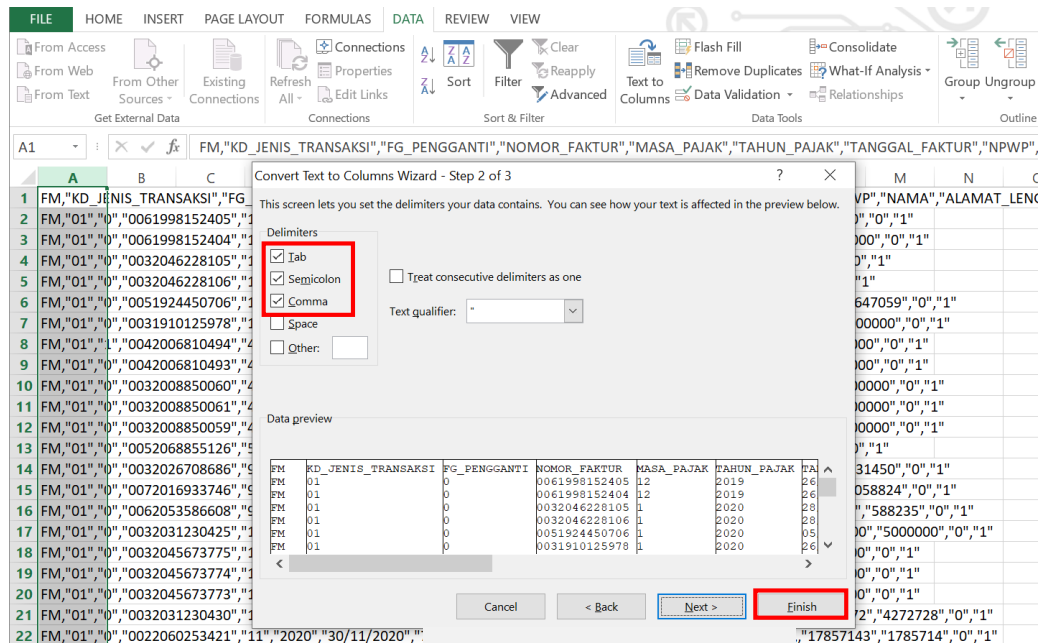 FILE HOME INSERT PAGE LAYOUT FORMULAS DATA REVIEW VIEW
From Access
From Web
From Text
From Other Sources
Existing Connections
Get External Data
Refresh All
Connections
Properties
Edit Links
Connections
Sort
Filter
Clear
Reapply
Advanced
Sort & Filter
Text to Columns
Flash Fill
Remove Duplicates
Data Validation
Consolidate
What-If Analysis
Relationships
Data Tools
Group Ungroup
Outline
A1 fx FM,"KD_JENIS_TRANSAKSI","FG_PENGGANTI","NOMOR_FAKTUR","MASA_PAJAK","TAHUN_PAJAK","TANGGAL_FAKTUR","NPWP",
A B C M N
1 FM,"KD_JENIS_TRANSAKSI","FG_ VP","NAMA","ALAMAT_LENG
2 FM,"01","0","0061998152405","1 ","0","1"
3 FM,"01","0","0061998152404","1 000","0","1"
4 FM,"01","0","0032046228105","1 0","1"
5 FM,"01","0","0032046228106","1 "1"
6 FM,"01","0","0051924450706","1 647059","0","1"
7 FM,"01","0","0031910125978","1 00000","0","1"
8 FM,"01","1","0042006810494","4 000","0","1"
9 FM,"01","0","0042006810493","4 000","0","1"
10 FM,"01","0","0032008850060","4 00000","0","1"
11 FM,"01","0","0032008850061","4 0000","0","1"
12 FM,"01","0","0032008850059","4 0000","0","1"
13 FM,"01","0","0052068855126","5 0","1"
14 FM,"01","0","0032026708686","9 31450","0","1"
15 FM,"01","0","0072016933746","9 058824","0","1"
16 FM,"01","0","0062053586608","9 ","588235","0","1"
17 FM,"01","0","0032031230425","1 00","5000000","0","1"
18 FM,"01","0","0032045673775","1 0","0","1"
19 FM,"01","0","0032045673774","1 0","0","1"
20 FM,"01","0","0032045673773","1 0","0","1"
21 FM,"01","0","0032031230430","1 72","4272728","0","1"
22 FM,"01","0","0022060253421","11","2020","30/11/2020"," ,"17857143","1785714","0","1"
Convert Text to Columns Wizard - Step 2 of 3 ?
This screen lets you set the delimiters your data contains. You can see how your text is affected in the preview below.
Delimiters
Tab
Semicolon
Comma
Space
Other:
Treat consecutive delimiters as one
Text qualifier: "
Data preview
FM KD_JENIS_TRANSAKSI FG_PENGGANTI NOMOR_FAKTUR MASA_PAJAK TAHUN_PAJAK TA
FM 01 0 0061998152405 12 2019 26
FM 01 0 0061998152404 12 2019 26
FM 01 0 0032046228105 1 2020 28
FM 01 0 0032046228106 1 2020 28
FM 01 0 0051924450706 1 2020 05
FM 01 0 0031910125978 1 2020 26
Cancel < Back Next > Finish